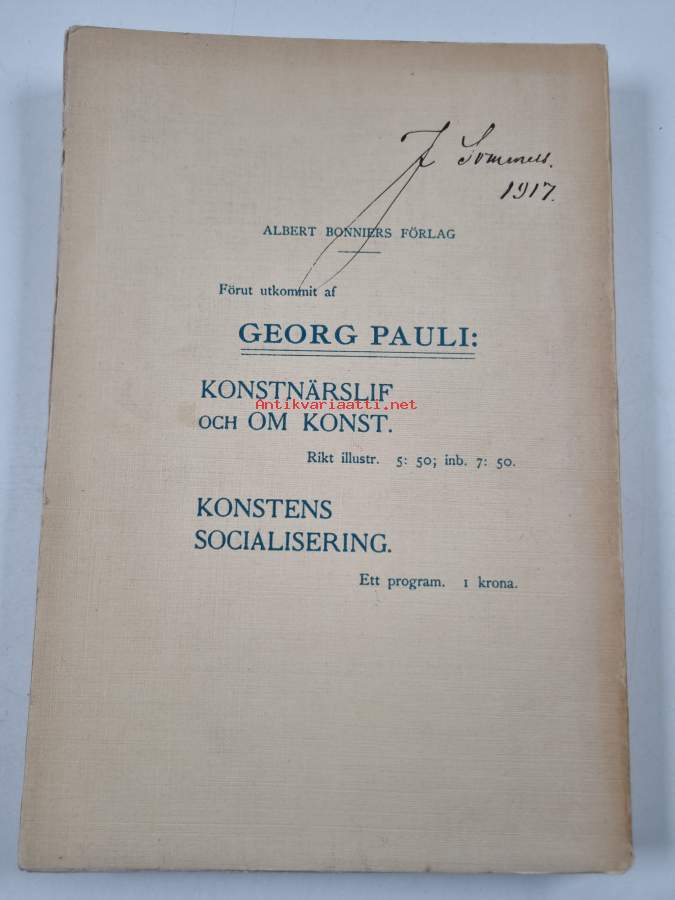 J Sommers.
1917.
ALBERT BONNIERS FÖRLAG
Förut utkommit af
GEORG PAULI:
KONSTNÄRSLIF
Antikvariaatti.net
OCH OM KONST.
Rikt illustr. 5: 50; inb. 7: 50.
KONSTENS
SOCIALISERING.
Ett program. 1 krona.